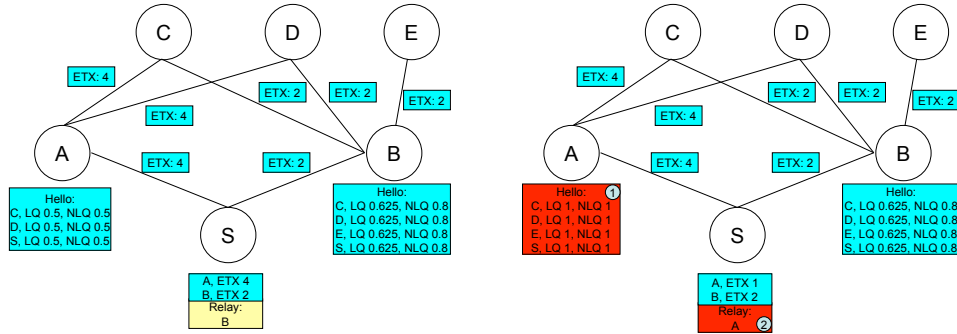 C
D
E
ETX: 4
ETX: 2
ETX: 2
ETX: 2
ETX: 4
A
B
ETX: 4
ETX: 2
Hello:
C, LQ 0.5, NLQ 0.5
D, LQ 0.5, NLQ 0.5
S, LQ 0.5, NLQ 0.5
Hello:
C, LQ 0.625, NLQ 0.8
D, LQ 0.625, NLQ 0.8
E, LQ 0.625, NLQ 0.8
S, LQ 0.625, NLQ 0.8
S
A, ETX 4
B, ETX 2
Relay:
B
C
D
E
ETX: 4
ETX: 2
ETX: 2
ETX: 2
ETX: 4
A
B
ETX: 4
ETX: 2
Hello: 1
C, LQ 1, NLQ 1
D, LQ 1, NLQ 1
E, LQ 1, NLQ 1
S, LQ 1, NLQ 1
Hello:
C, LQ 0.625, NLQ 0.8
D, LQ 0.625, NLQ 0.8
E, LQ 0.625, NLQ 0.8
S, LQ 0.625, NLQ 0.8
S
A, ETX 1
B, ETX 2
Relay:
A 2